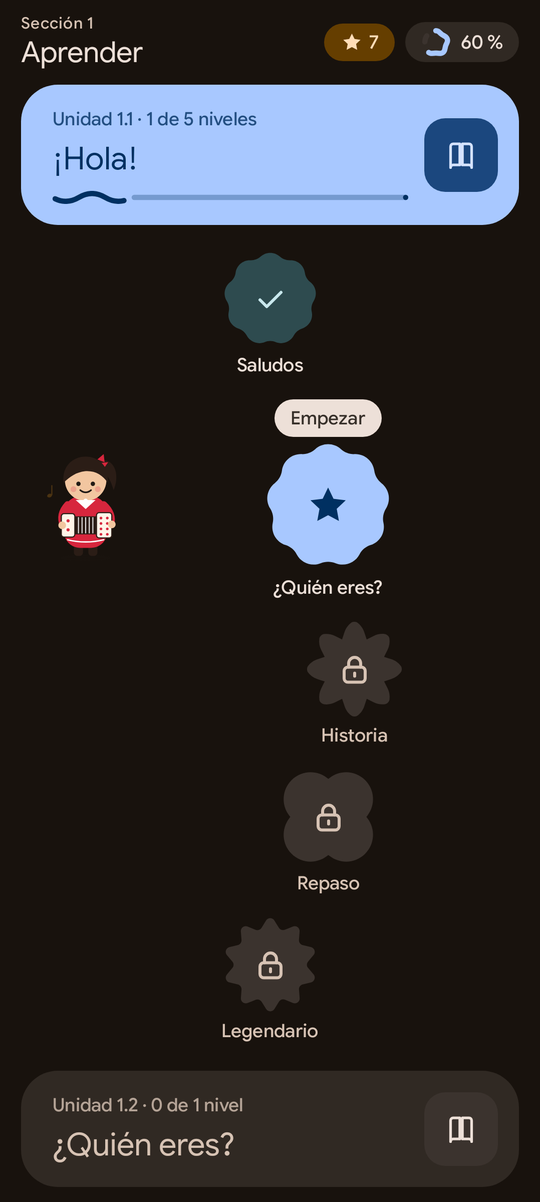 Sección 1
Aprender
7
60 %
Unidad 1.1 · 1 de 5 niveles
¡Hola!
Saludos
Empezar
¿Quién eres?
Historia
Repaso
Legendario
Unidad 1.2 · 0 de 1 nivel
¿Quién eres?